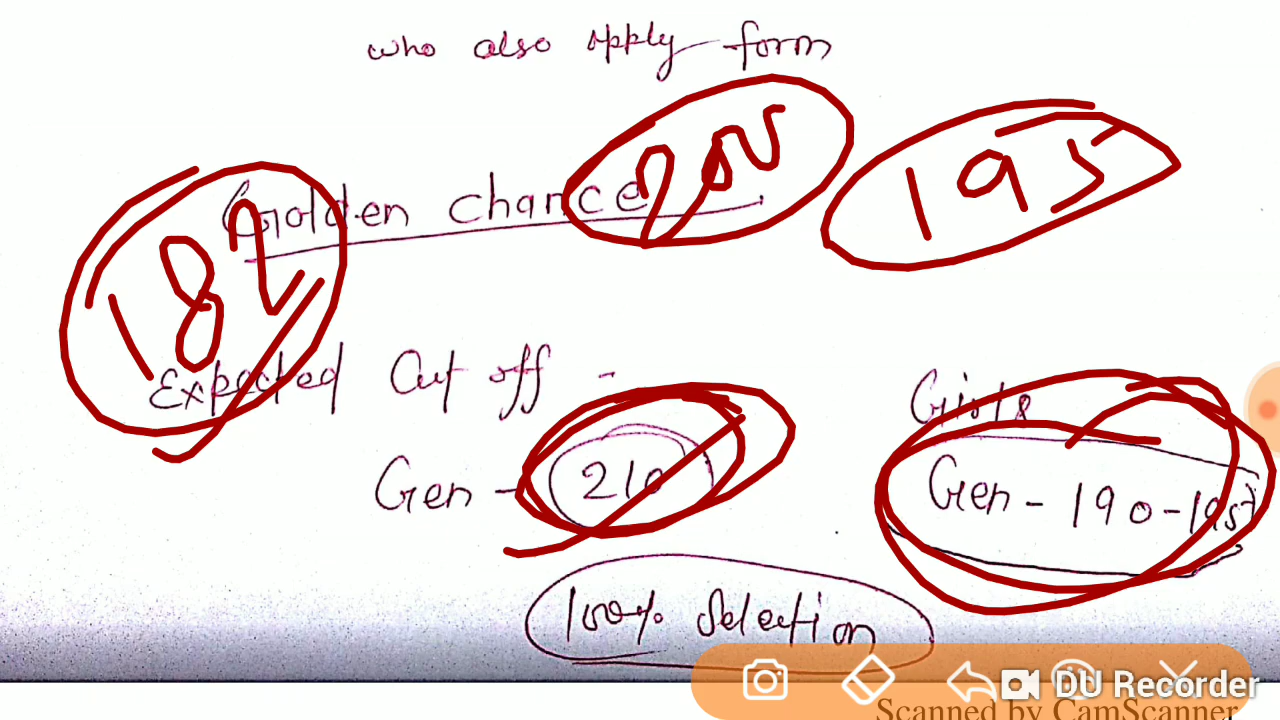 who also apply form
Golden chance
200
195
182
Expected Cut off -
Girls
Gen - 210
Gen - 190-195
100% Selection
DU Recorder
Scanned by CamScanner